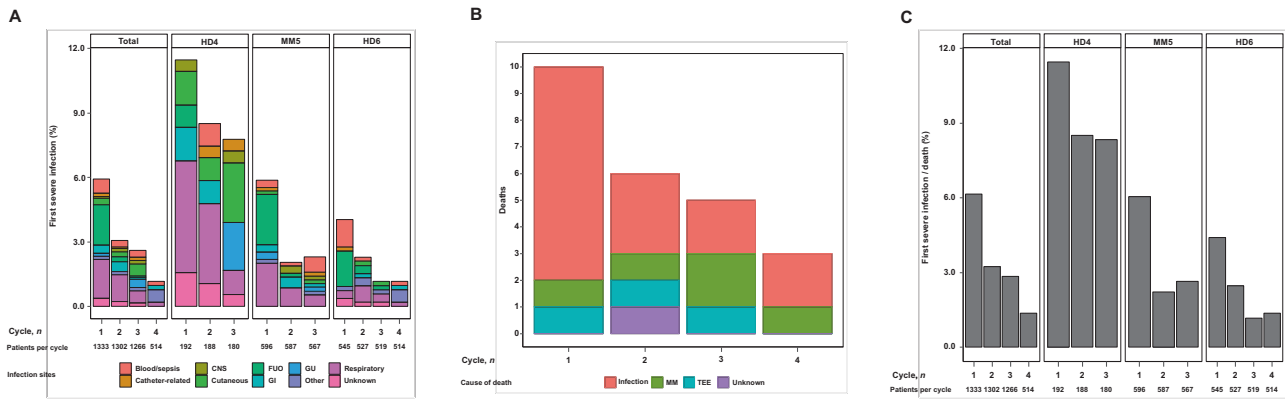 A
Total HD4 MM5 HD6
First severe infection (%)
12.0
9.0
6.0
3.0
0.0
Cycle, n 1 2 3 4 1 2 3 1 2 3 1 2 3 4
Patients per cycle 1333 1302 1266 514 192 188 180 596 587 567 545 527 519 514
Infection sites
Blood/sepsis CNS FUO GU Respiratory
Catheter-related Cutaneous GI Other Unknown
B
Deaths
10
9
8
7
6
5
4
3
2
1
0
Cycle, n 1 2 3 4
Cause of death Infection MM TEE Unknown
C
Total HD4 MM5 HD6
First severe infection / death (%)
12.0
9.0
6.0
3.0
0.0
Cycle, n 1 2 3 4 1 2 3 1 2 3 1 2 3 4
Patients per cycle 1333 1302 1266 514 192 188 180 596 587 567 545 527 519 514